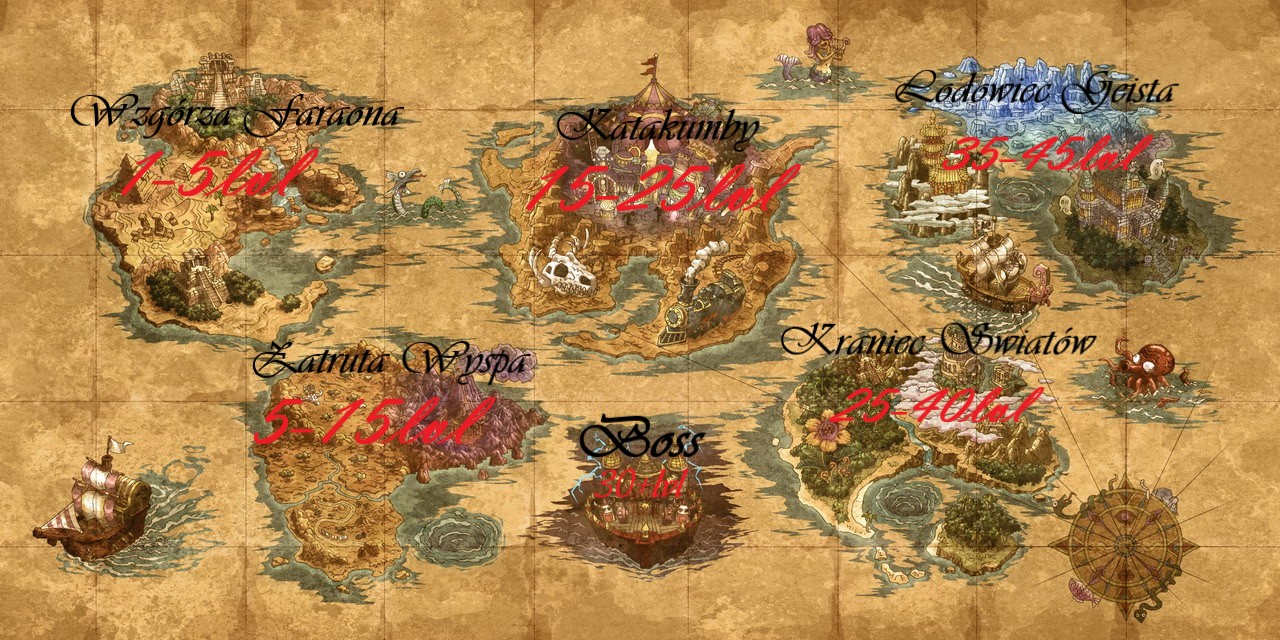 Wzgórza Faraona
1-5lvl
Katakumby
15-25lvl
Lodowiec Geista
35-45lvl
Zatruta Wyspa
5-15lvl
Boss
30+lvl
Kraniec Światów
25-40lvl